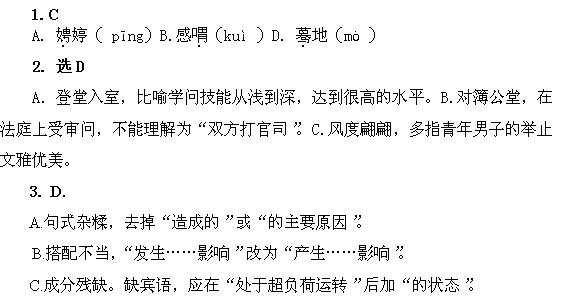 1. C
A. 娉婷（ pīng）B.感喟（kuì ）D. 蓦地（mò ）
2. 选D
A. 登堂入室，比喻学问技能从浅到深，达到很高的水平。B.对簿公堂，在
法庭上受审问，不能理解为“双方打官司”。C.风度翩翩，多指青年男子的举止
文雅优美。
3. D.
A.句式杂糅，去掉“造成的 ”或“的主要原因 ”。
B.搭配不当，“发生……影响 ”改为“产生……影响 ”。
C.成分残缺。缺宾语，应在“处于超负荷运转 ”后加“的状态 ”。